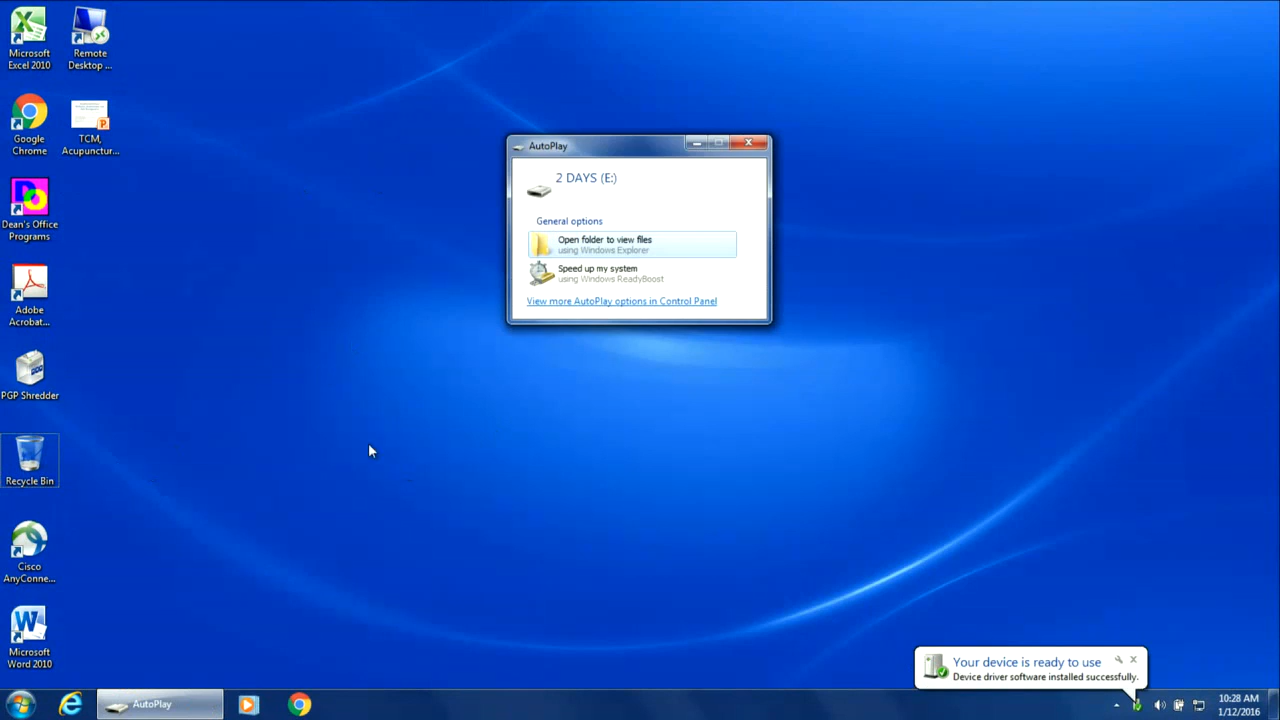 Microsoft
Excel 2010
Remote
Desktop ...
Google
Chrome
TCM,
Acupunctur...
Dean's Office
Programs
Adobe
Acrobat...
PGP Shredder
Recycle Bin
Cisco
AnyConne...
Microsoft
Word 2010
AutoPlay
2 DAYS (E:)
General options
Open folder to view files
using Windows Explorer
Speed up my system
using Windows ReadyBoost
View more AutoPlay options in Control Panel
Your device is ready to use
Device driver software installed successfully.
AutoPlay
10:28 AM
1/12/2016